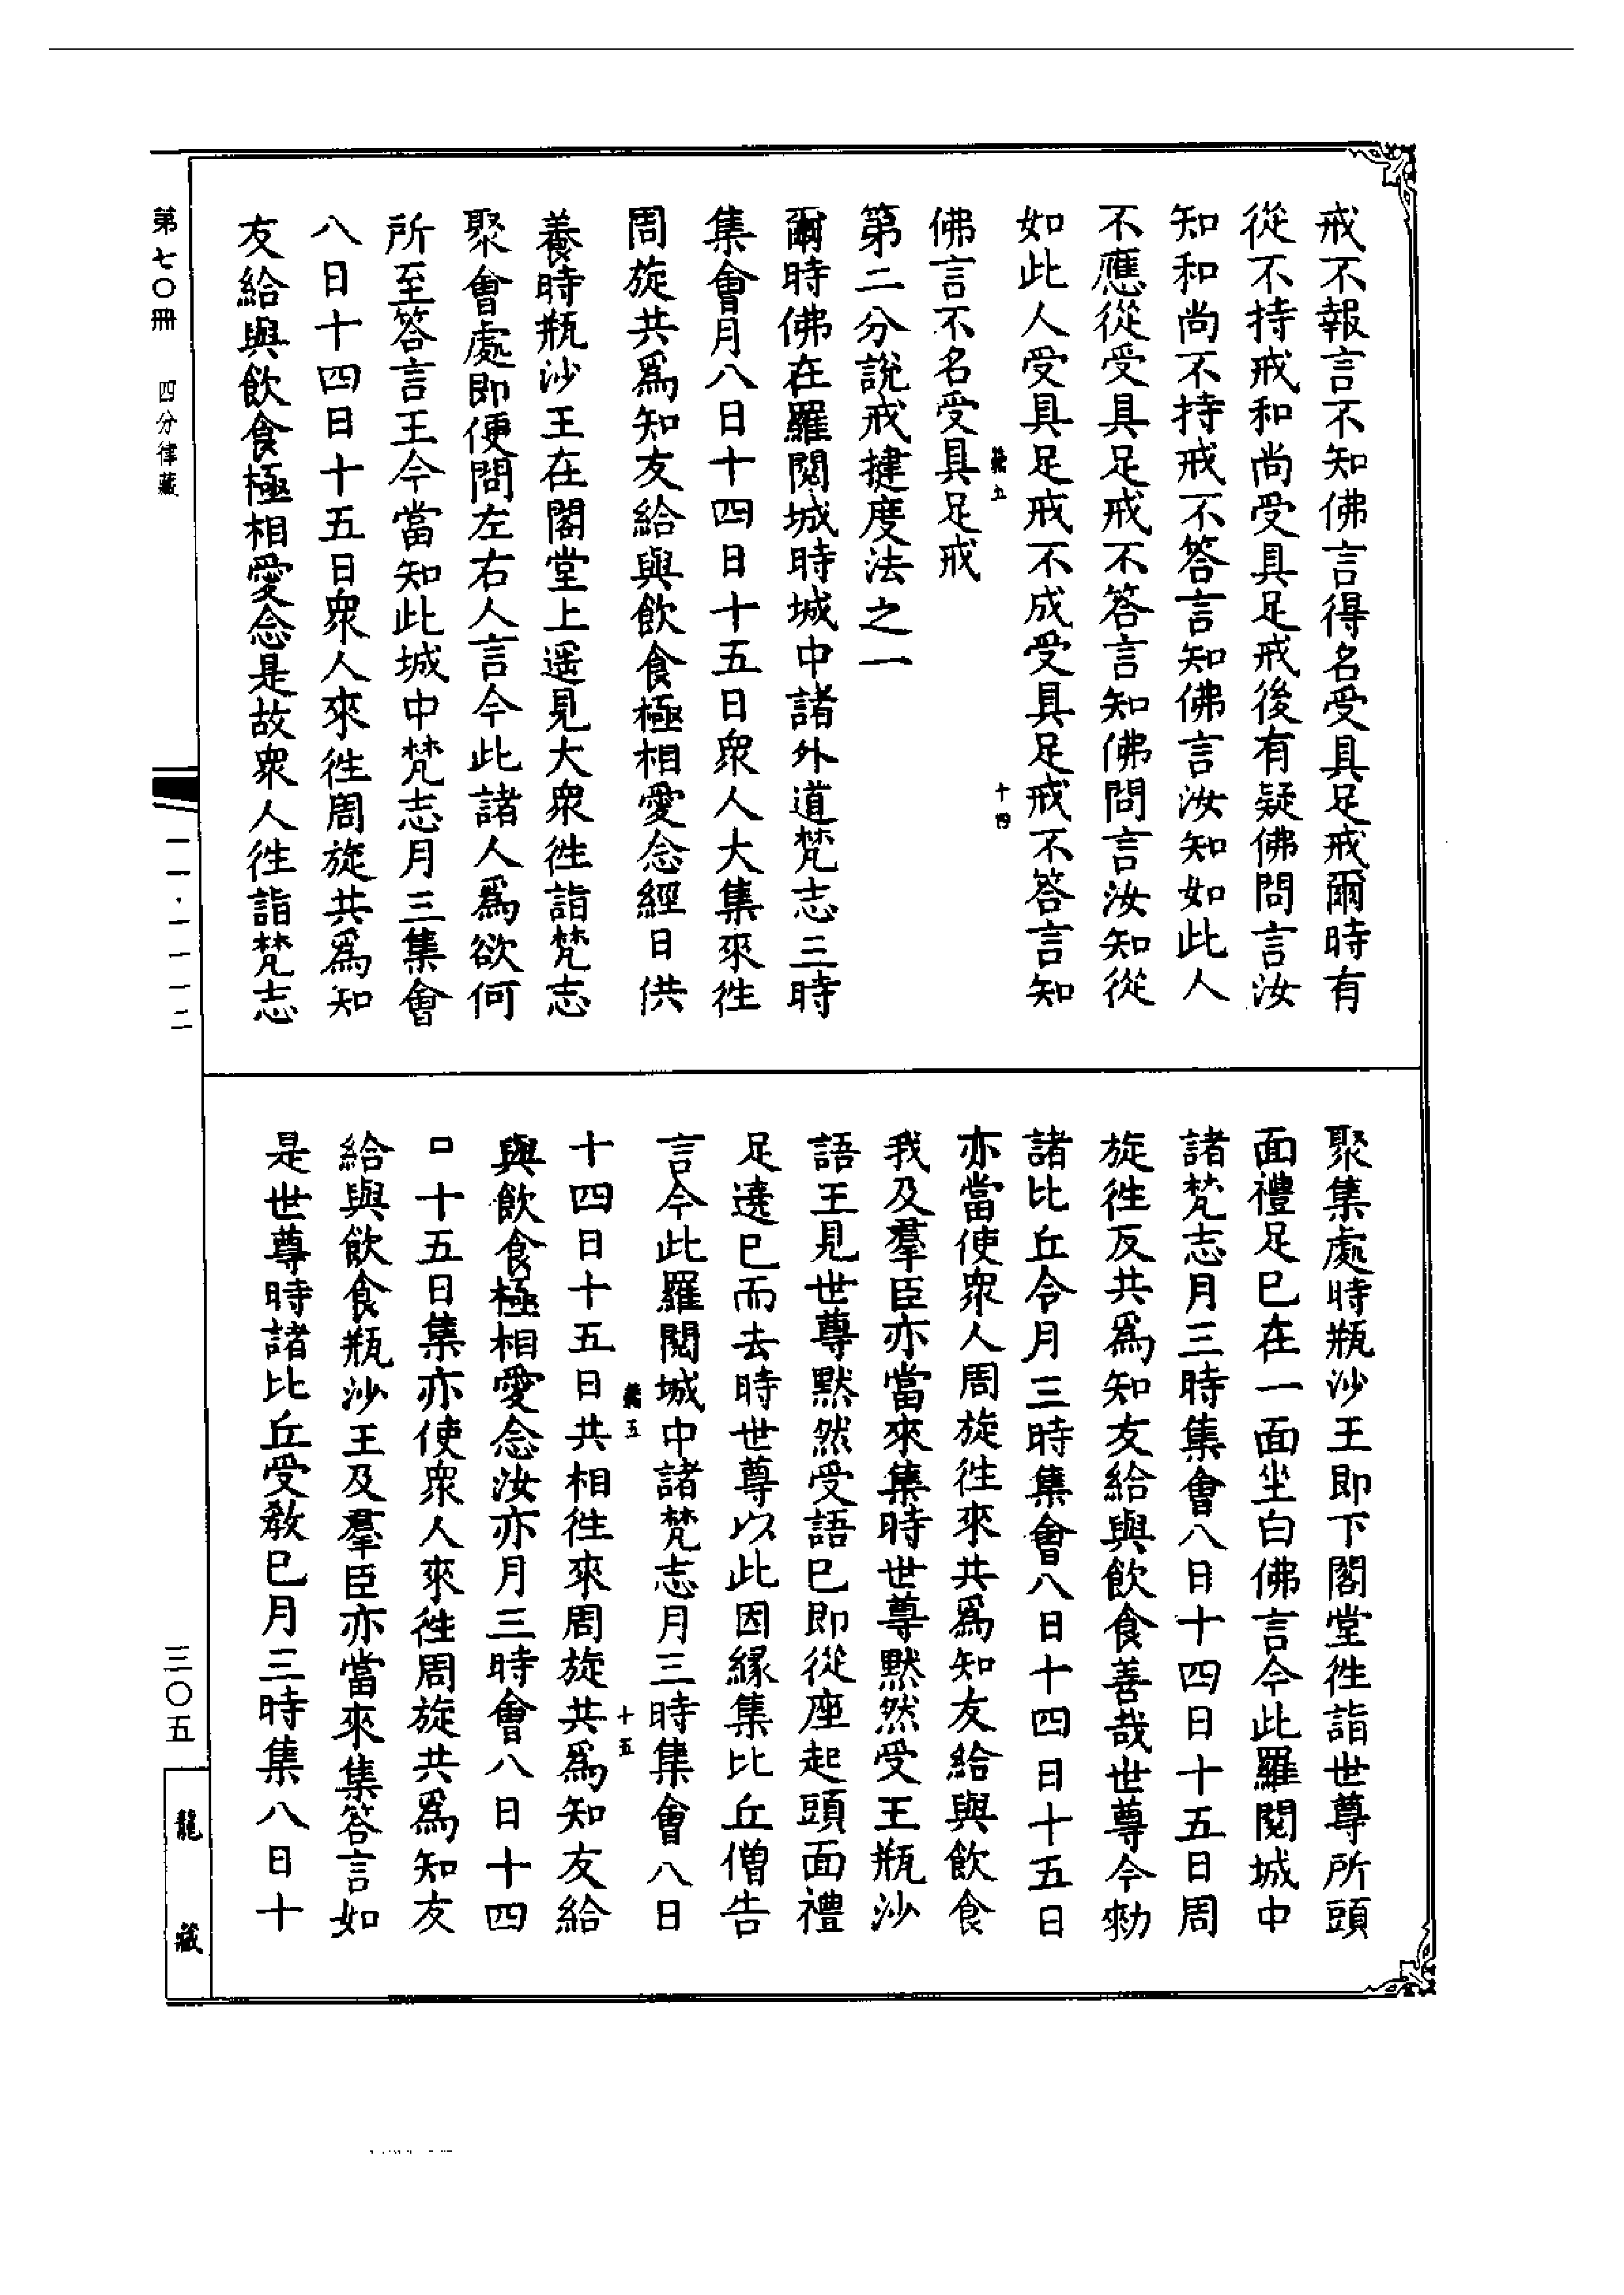 戒不報言不知佛言得名受具足戒爾時有
從不持戒和尚受具足戒後有疑佛問言汝
知和尚不持戒不答言知佛言汝知如此人
不應從受具足戒不答言知佛問言汝知從
如此人受具足戒不成受具足戒不答言知
佛言不名受具足戒
第二分說戒揵度法之一
爾時佛在羅閱城時城中諸外道梵志三時
集會月八日十四日十五日衆人大集來徃
周旋共爲知友給與飲食極相愛念經日供
養時瓶沙王在閣堂上遥見大衆徃詣梵志
聚會處即便問左右人言今此諸人爲欲何
所至答言王今當知此城中梵志月三集會
八日十四日十五日衆人來徃周旋共爲知
友給與飲食極相愛念是故衆人徃詣梵志
聚集處時瓶沙王即下閣堂徃詣世尊所頭
面禮足巳在一面坐白佛言今此羅閱城中
諸梵志月三時集會八日十四日十五日周
旋徃反共爲知友給與飲食善哉世尊今勑
諸比丘令月三時集會八日十四日十五日
亦當使衆人周旋徃來共爲知友給與飲食
我及羣臣亦當來集時世尊黙然受王瓶沙
語王見世尊黙然受語巳即從座起頭面禮
足遶巳而去時世尊以此因緣集比丘僧告
言今此羅閱城中諸梵志月三時集會八日
十四日十五日共相徃來周旋共爲知友給
與飲食極相愛念汝亦月三時會八日十四
日十五日集亦使衆人來徃周旋共爲知友
給與飲食瓶沙王及羣臣亦當來集答言如
是世尊時諸比丘受教巳月三時集八日十
五
十四
五
十五
第七〇冊
四分律藏
一一·一一一二
三〇五
龍藏